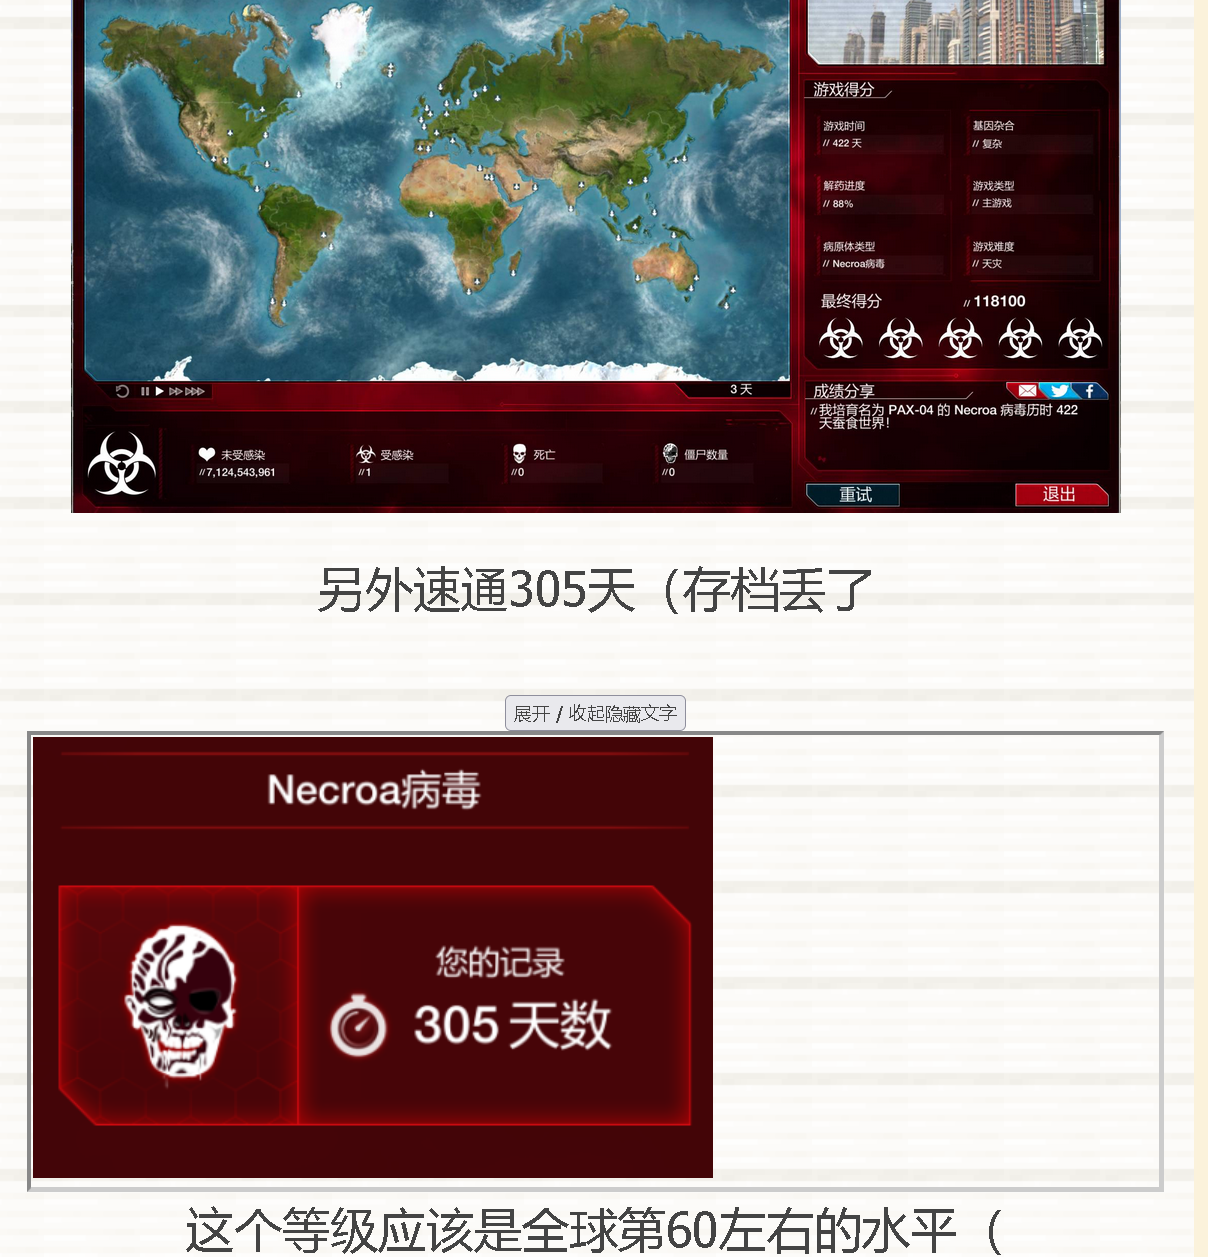 游戏得分
游戏时间
// 422 天
基因杂合
// 复杂
解药进度
// 88%
游戏类型
// 主游戏
病原体类型
// Necroa病毒
游戏难度
// 天灾
最终得分
// 118100
3 天
成绩分享
// 我培育名为 PAX-04 的 Necroa 病毒历时 422
天蚕食世界！
未受感染
// 7,124,543,961
受感染
// 1
死亡
// 0
僵尸数量
// 0
重试
退出
另外速通305天（存档丢了
展开 / 收起隐藏文字
Necroa病毒
您的记录
305 天数
这个等级应该是全球第60左右的水平（